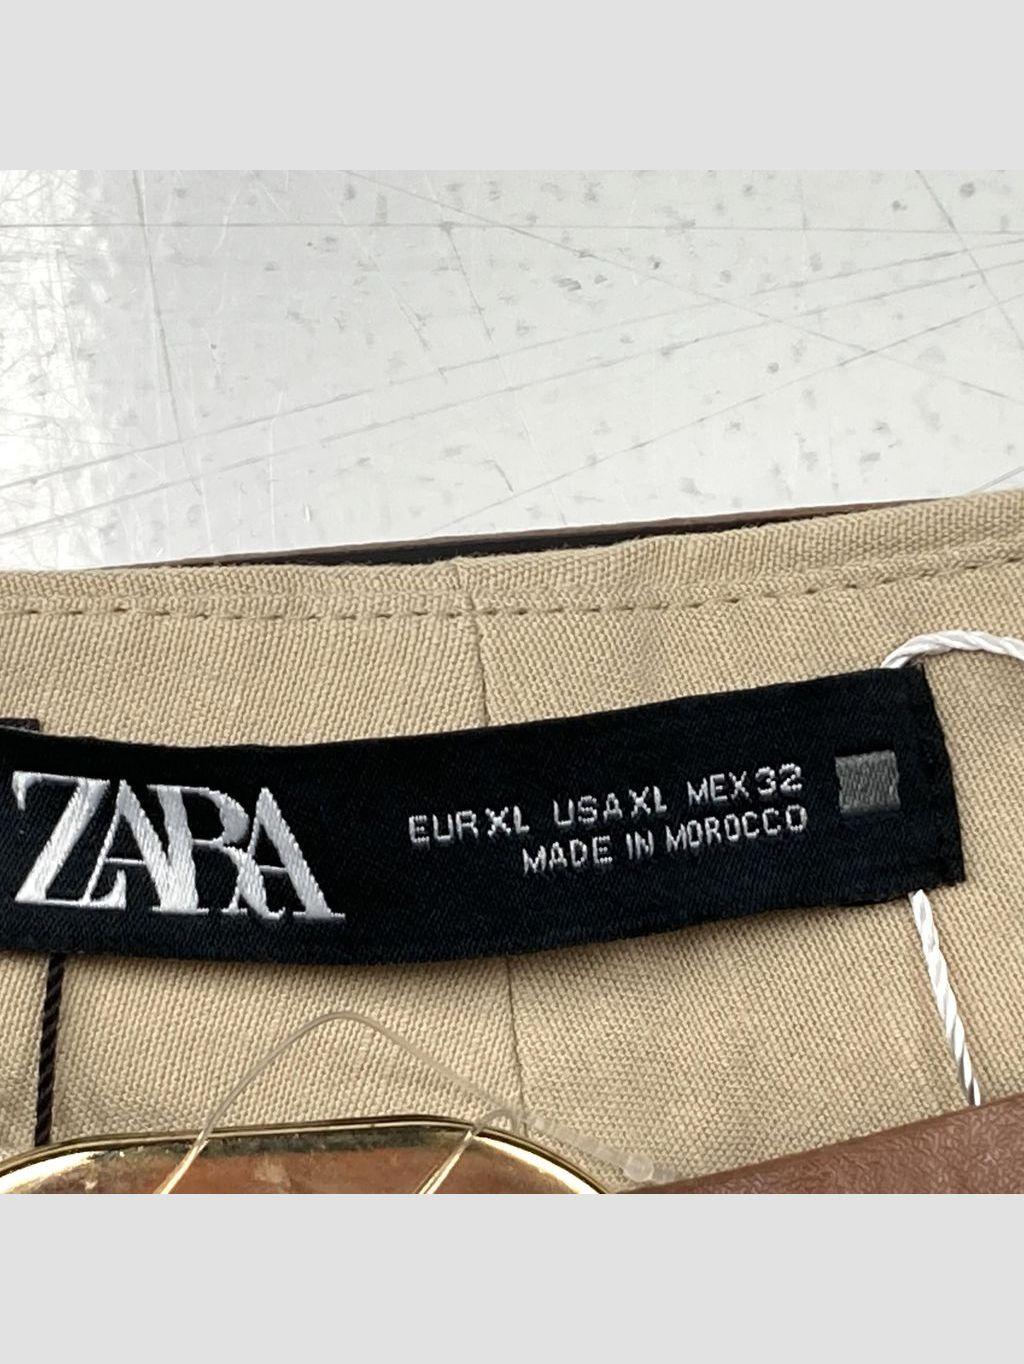 ZARA
EUR XL USA XL MEX 32
MADE IN MOROCCO